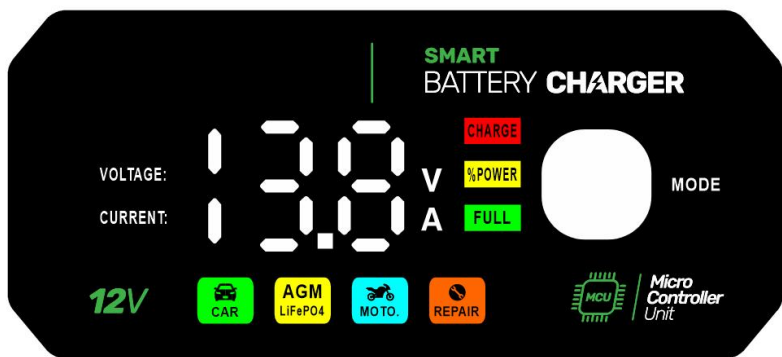 SMART
BATTERY CHARGER
VOLTAGE:
CURRENT:
13.8
V
A
CHARGE
%POWER
FULL
MODE
12V
CAR
AGM
LiFePO4
MOTO.
REPAIR
MCU
Micro
Controller
Unit